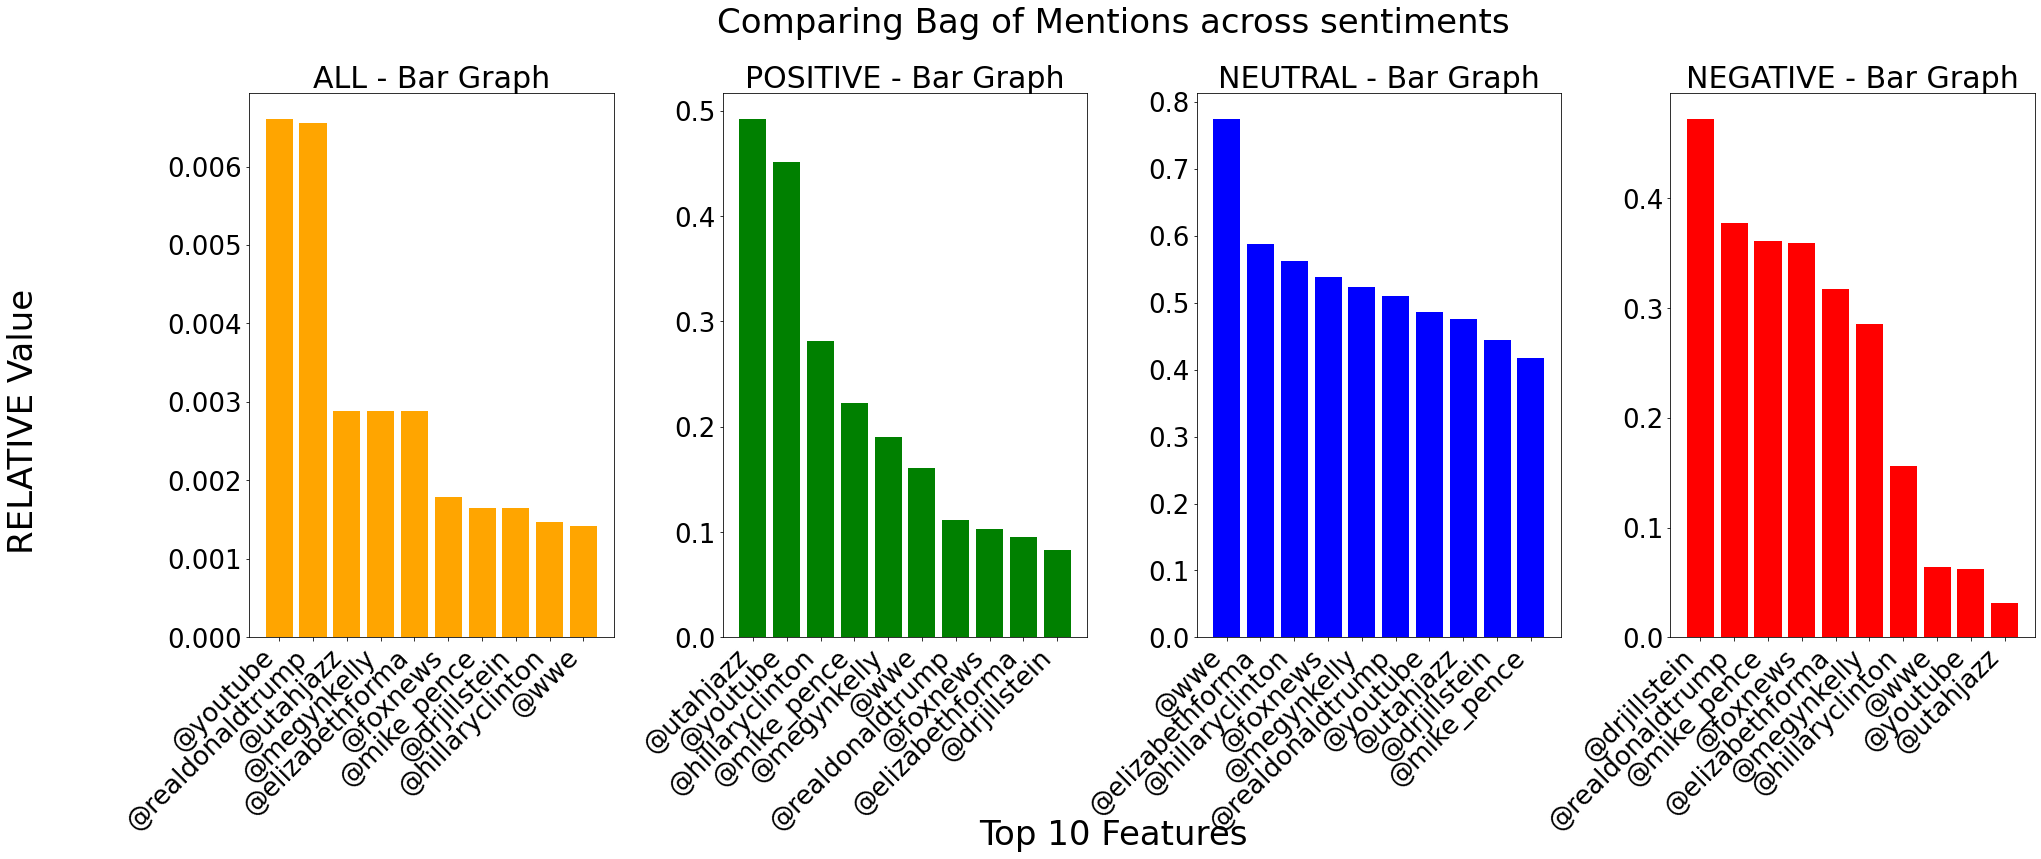 Comparing Bag of Mentions across sentiments
RELATIVE Value
ALL - Bar Graph
0.006
0.005
0.004
0.003
0.002
0.001
0.000
@youtube
@realdonaldtrump
@utahjazz
@megynkelly
@elizabethforma
@foxnews
@mike_pence
@drjillstein
@hillaryclinton
@wwe
POSITIVE - Bar Graph
0.5
0.4
0.3
0.2
0.1
0.0
@utahjazz
@youtube
@hillaryclinton
@mike_pence
@megynkelly
@wwe
@realdonaldtrump
@foxnews
@elizabethforma
@drjillstein
NEUTRAL - Bar Graph
0.8
0.7
0.6
0.5
0.4
0.3
0.2
0.1
0.0
@wwe
@elizabethforma
@hillaryclinton
@foxnews
@megynkelly
@realdonaldtrump
@youtube
@utahjazz
@drjillstein
@mike_pence
NEGATIVE - Bar Graph
0.4
0.3
0.2
0.1
0.0
@drjillstein
@realdonaldtrump
@mike_pence
@foxnews
@elizabethforma
@megynkelly
@hillaryclinton
@wwe
@youtube
@utahjazz
Top 10 Features